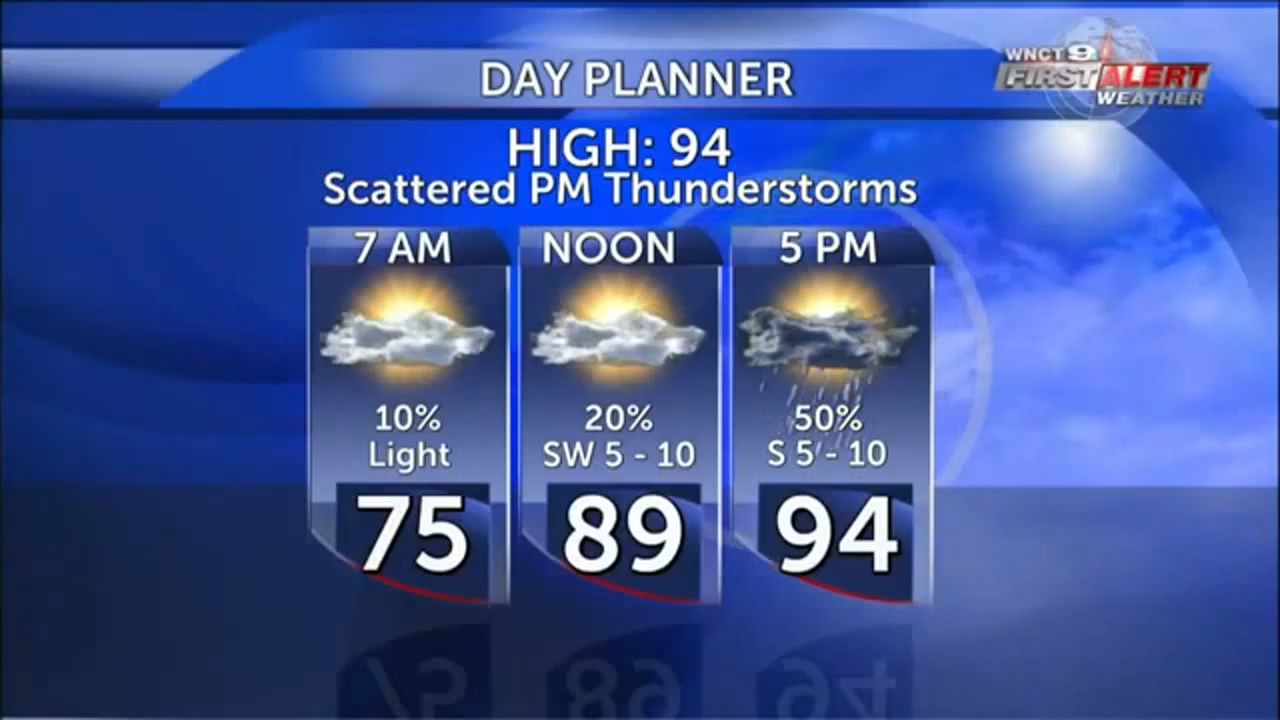 DAY PLANNER
WNCT 9
FIRST ALERT
WEATHER
HIGH: 94
Scattered PM Thunderstorms
7 AM NOON 5 PM
10% 20% 50%
Light SW 5 - 10 S 5 - 10
75 89 94